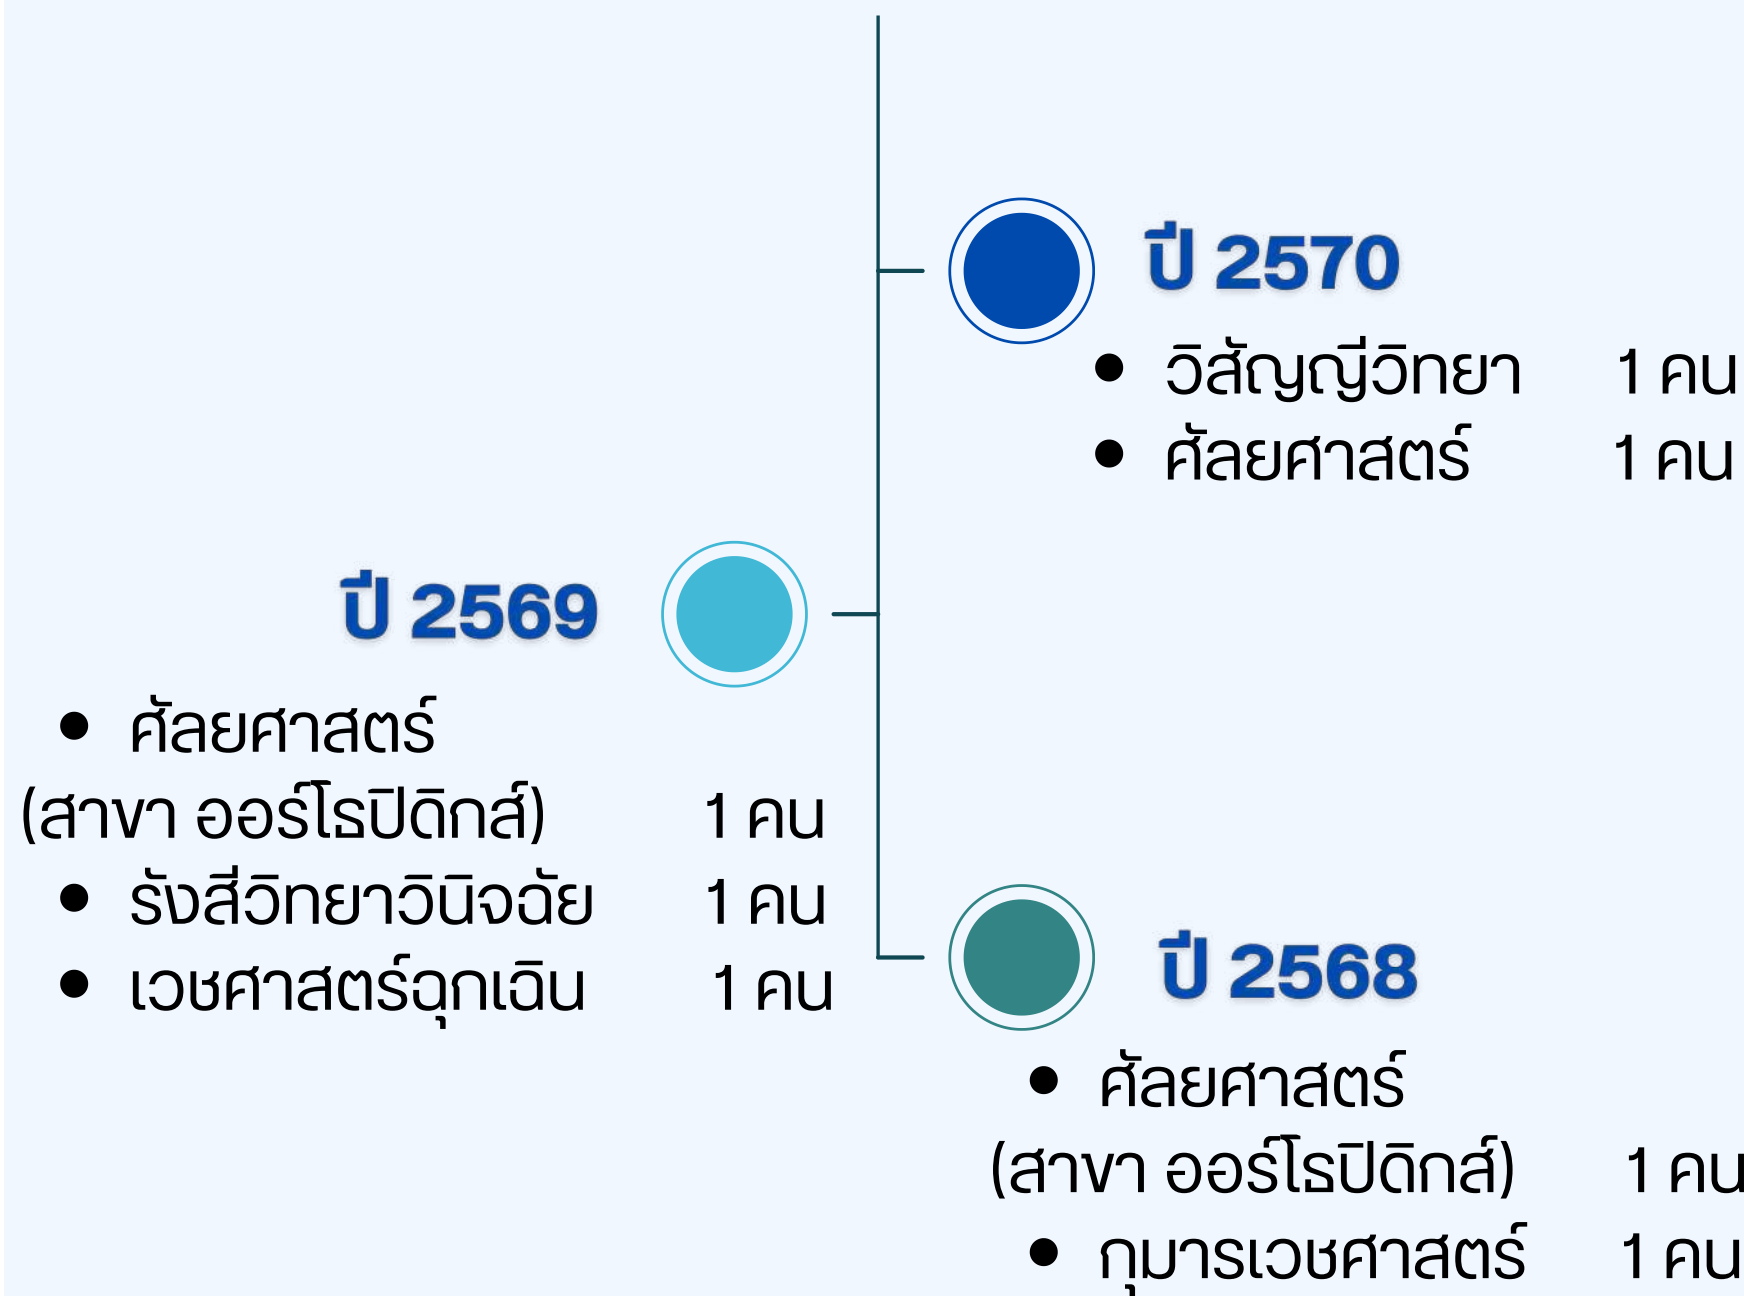 ปี 2570
• วิสัญญีวิทยา 1 คน
• ศัลยศาสตร์ 1 คน
ปี 2569
• ศัลยศาสตร์
(สาขา ออร์โธปิดิกส์) 1 คน
• รังสีวิทยาวินิจฉัย 1 คน
• เวชศาสตร์ฉุกเฉิน 1 คน
ปี 2568
• ศัลยศาสตร์
(สาขา ออร์โธปิดิกส์) 1 คน
• กุมารเวชศาสตร์ 1 คน